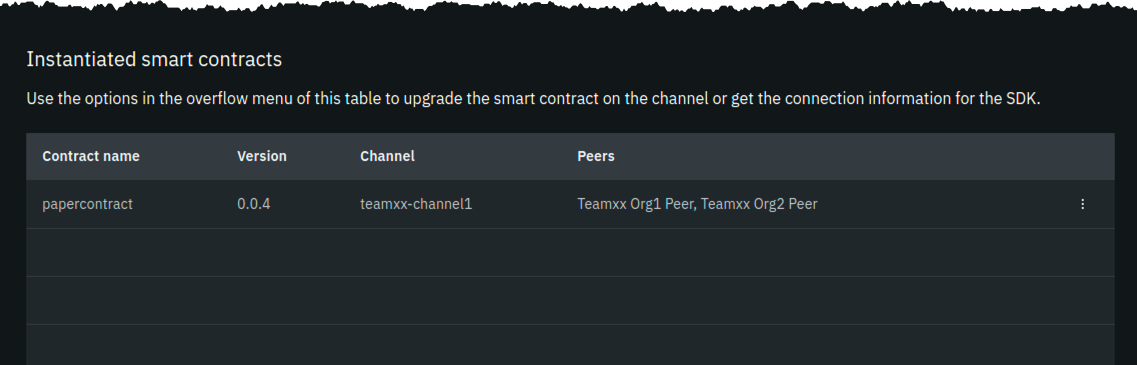 Instantiated smart contracts
Use the options in the overflow menu of this table to upgrade the smart contract on the channel or get the connection information for the SDK.
Contract name Version Channel Peers
papercontract 0.0.4 teamxx-channel1 Teamxx Org1 Peer, Teamxx Org2 Peer